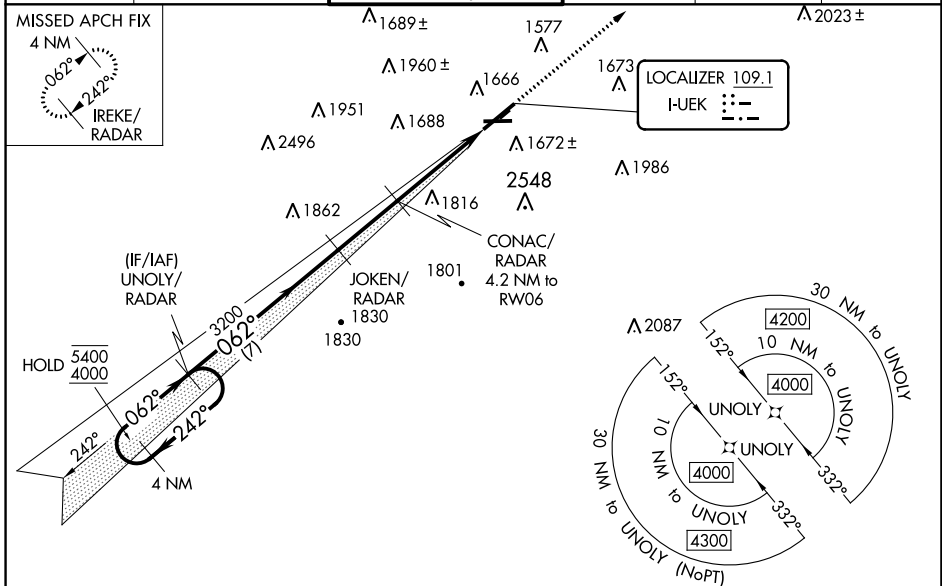 MISSED APCH FIX
4 NM
062°
242°
IREKE/
RADAR
1689 ±
1577
2023 ±
1960 ±
1666
1673
LOCALIZER 109.1
I-UEK
1951
1688
2496
1672 ±
1986
2548
1862
1816
CONAC/
RADAR
4.2 NM to
RW06
(IF/IAF)
UNOLY/
RADAR
JOKEN/
RADAR
1801
1830
1830
3200
062°
(7)
2087
HOLD 5400
4000
062°
242°
242°
4 NM
30 NM to UNOLY
4200
152°
10 NM to UNOLY
4000
UNOLY
332°
152°
UNOLY
10 NM to UNOLY
4000
332°
4300
30 NM to UNOLY (NoPT)